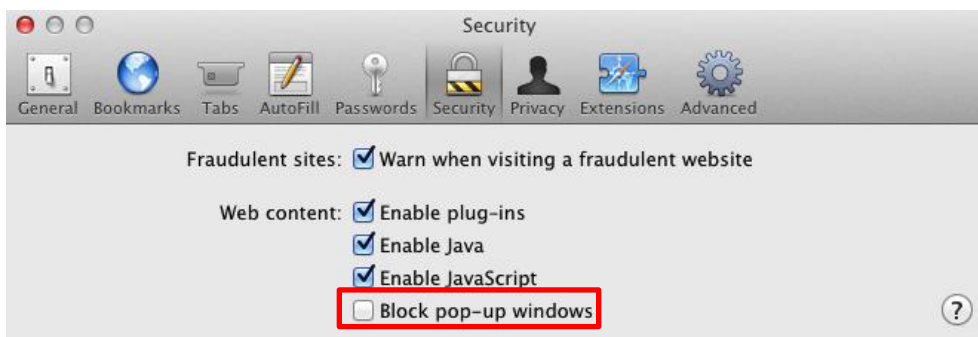 Security
General Bookmarks Tabs AutoFill Passwords Security Privacy Extensions Advanced
Fraudulent sites: Warn when visiting a fraudulent website
Web content: Enable plug-ins
Enable Java
Enable JavaScript
Block pop-up windows
?